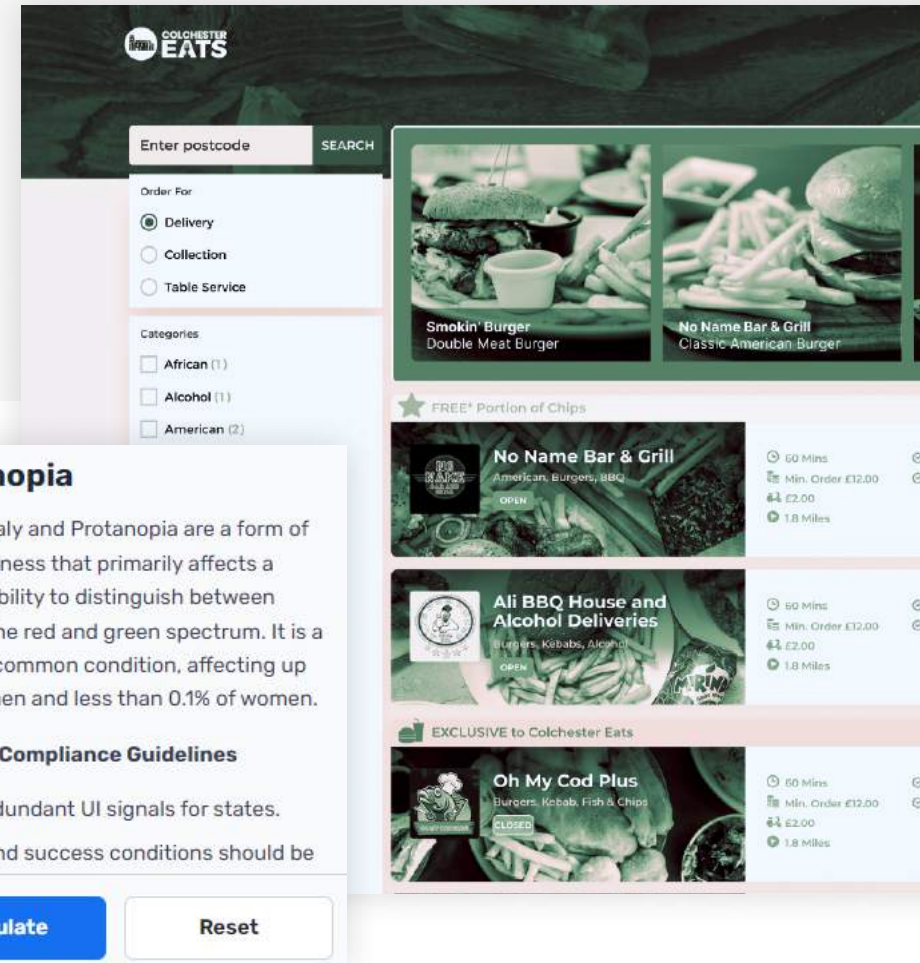 COLCHESTER
EATS
Enter postcode
SEARCH
Order For
Delivery
Collection
Table Service
Categories
African (1)
Alcohol (1)
American (2)
Smokin' Burger
Double Meat Burger
No Name Bar & Grill
Classic American Burger
FREE* Portion of Chips
NO
NAME
No Name Bar & Grill
American, Burgers, BBQ
OPEN
60 Mins
Min. Order £12.00
£2.00
1.8 Miles
Ali BBQ House and
Alcohol Deliveries
Burgers, Kebabs, Alcohol
OPEN
60 Mins
Min. Order £12.00
£2.00
1.8 Miles
EXCLUSIVE to Colchester Eats
Oh My Cod Plus
Burgers, Kebab, Fish & Chips
CLOSED
60 Mins
Min. Order £12.00
£2.00
1.8 Miles
nopia
aly and Protanopia are a form of
ness that primarily affects a
bility to distinguish between
he red and green spectrum. It is a
common condition, affecting up
en and less than 0.1% of women.
Compliance Guidelines
dundant UI signals for states.
nd success conditions should be
ulate
Reset